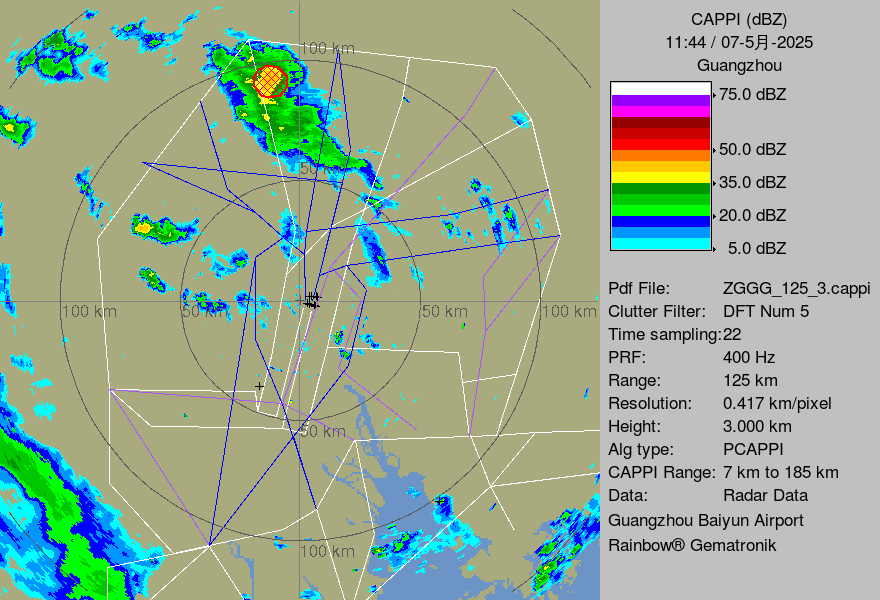 CAPPI (dBZ)
11:44 / 07-5月-2025
Guangzhou
75.0 dBZ
50.0 dBZ
35.0 dBZ
20.0 dBZ
5.0 dBZ
100 km
50 km
100 km
50 km
50 km
100 km
50 km
100 km
Pdf File: ZGGG_125_3.cappi
Clutter Filter: DFT Num 5
Time sampling:22
PRF: 400 Hz
Range: 125 km
Resolution: 0.417 km/pixel
Height: 3.000 km
Alg type: PCAPPI
CAPPI Range: 7 km to 185 km
Data: Radar Data
Guangzhou Baiyun Airport
Rainbow® Gematronik